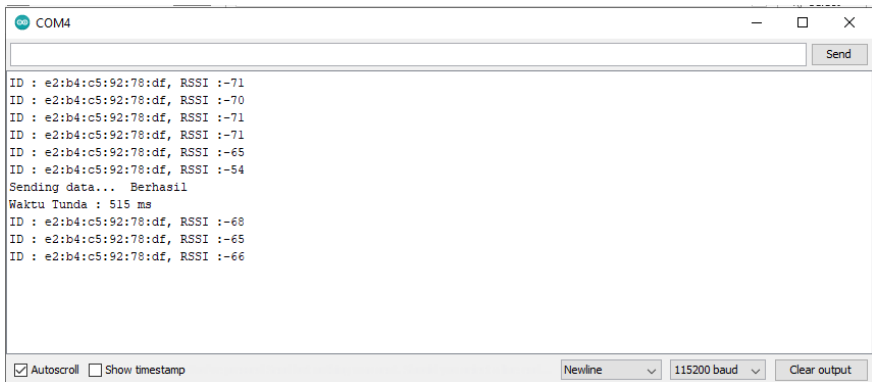 COM4
Send
ID : e2:b4:c5:92:78:df, RSSI :-71
ID : e2:b4:c5:92:78:df, RSSI :-70
ID : e2:b4:c5:92:78:df, RSSI :-71
ID : e2:b4:c5:92:78:df, RSSI :-71
ID : e2:b4:c5:92:78:df, RSSI :-65
ID : e2:b4:c5:92:78:df, RSSI :-54
Sending data...  Berhasil
Waktu Tunda : 515 ms
ID : e2:b4:c5:92:78:df, RSSI :-68
ID : e2:b4:c5:92:78:df, RSSI :-65
ID : e2:b4:c5:92:78:df, RSSI :-66
Autoscroll Show timestamp Newline 115200 baud Clear output